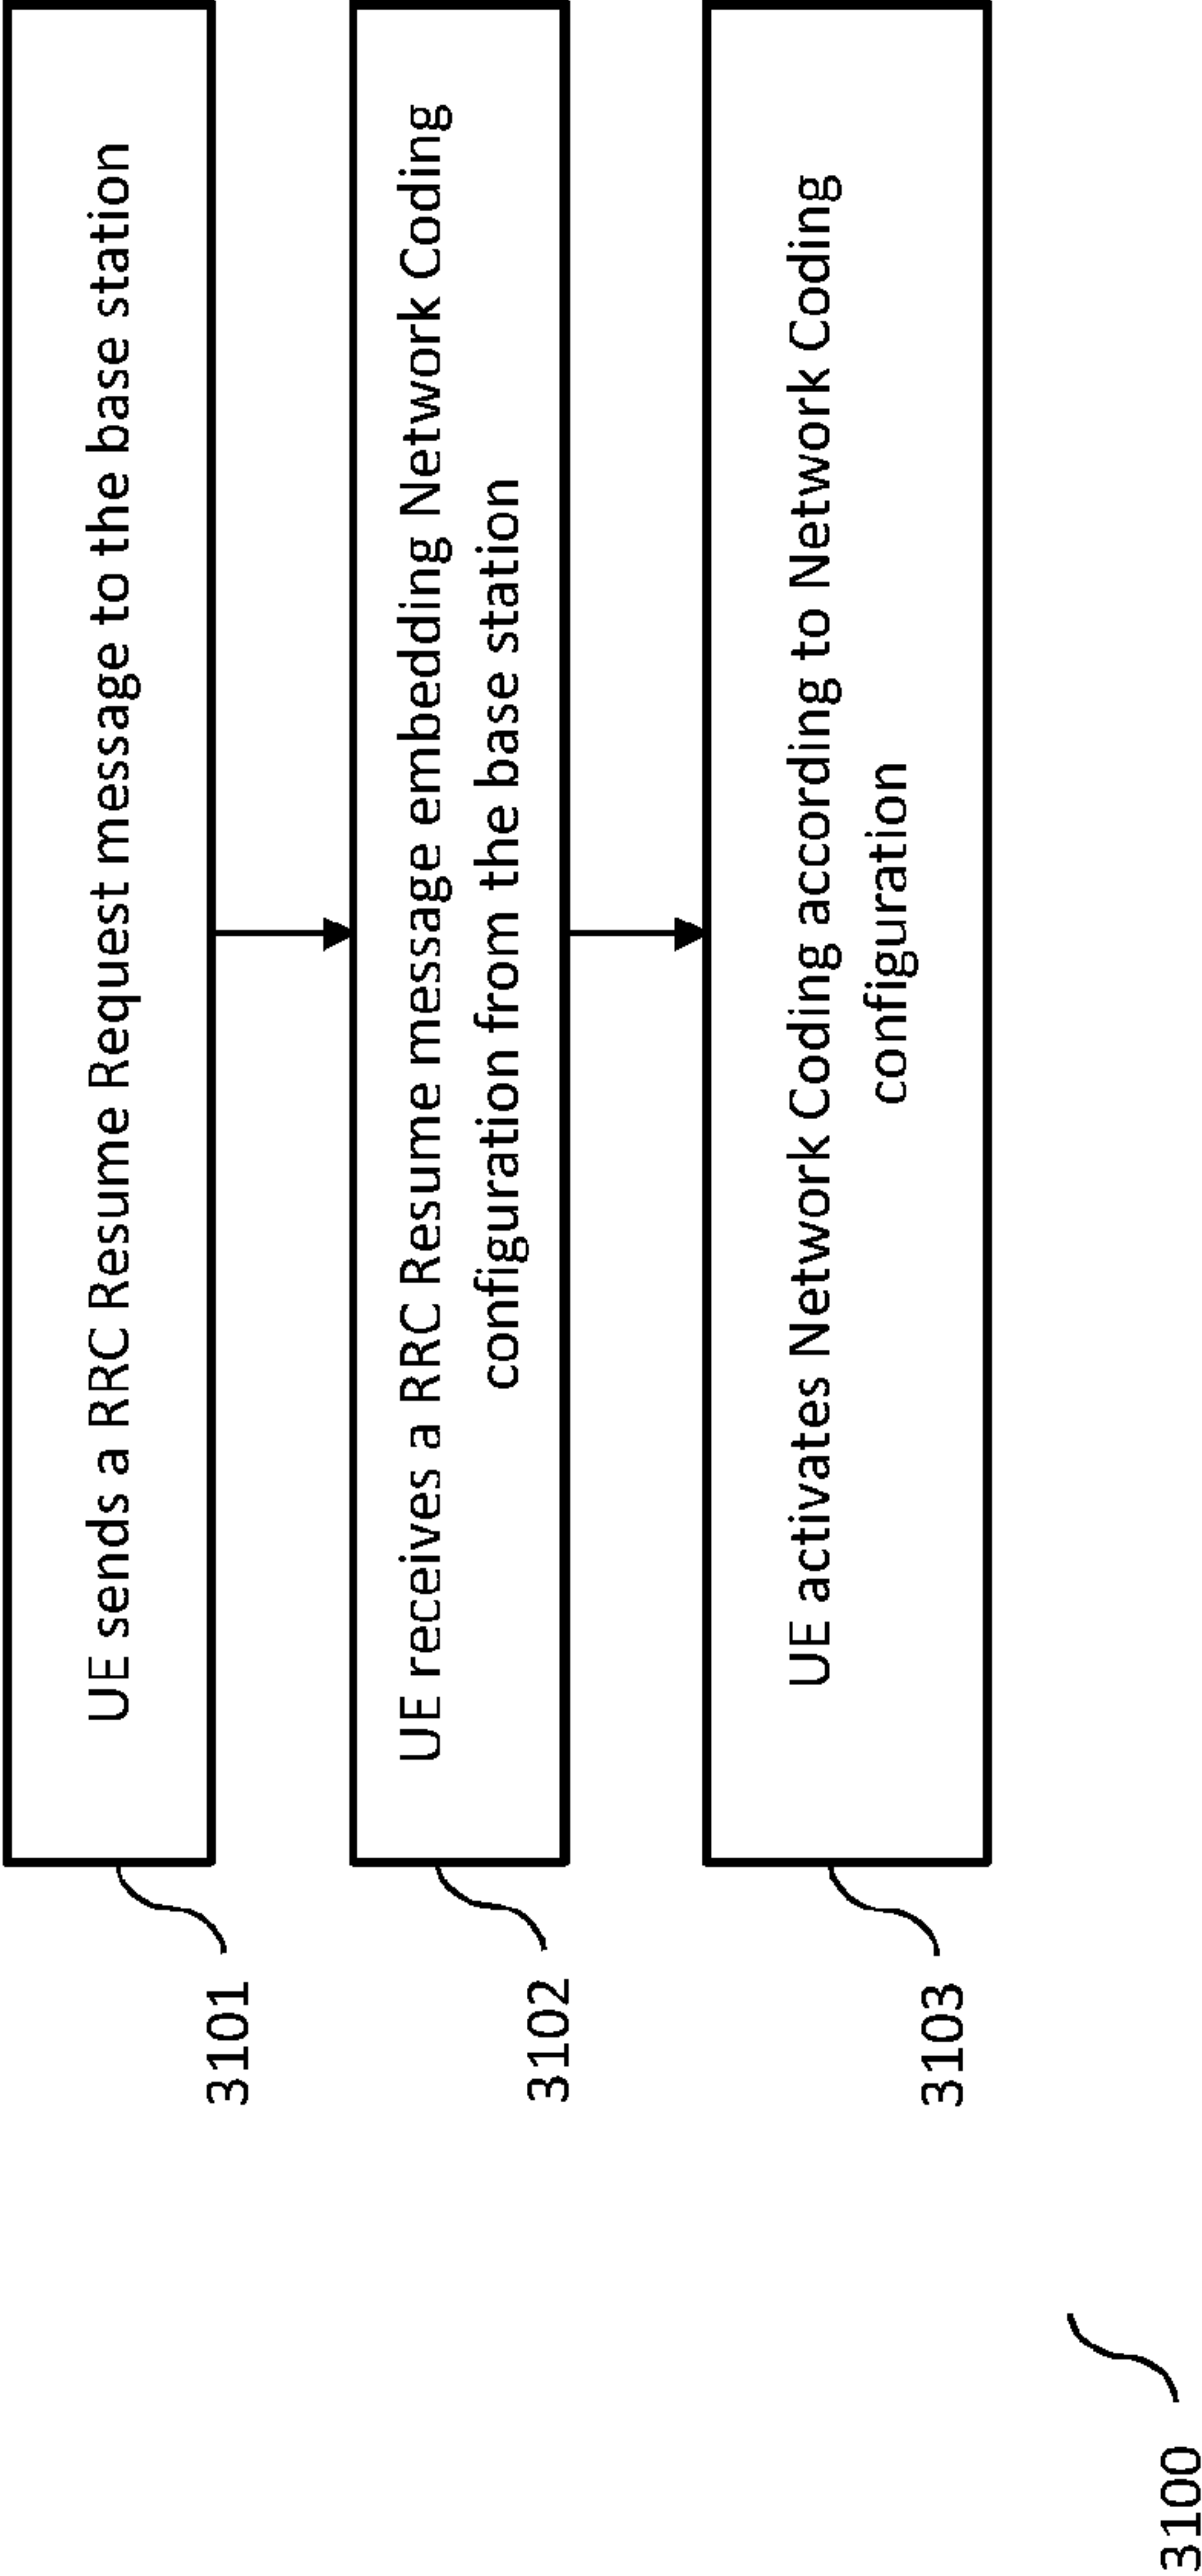 UE sends a RRC Resume Request message to the base station
3101
UE receives a RRC Resume message embedding Network Coding
configuration from the base station
3102
UE activates Network Coding according to Network Coding
configuration
3103
3100